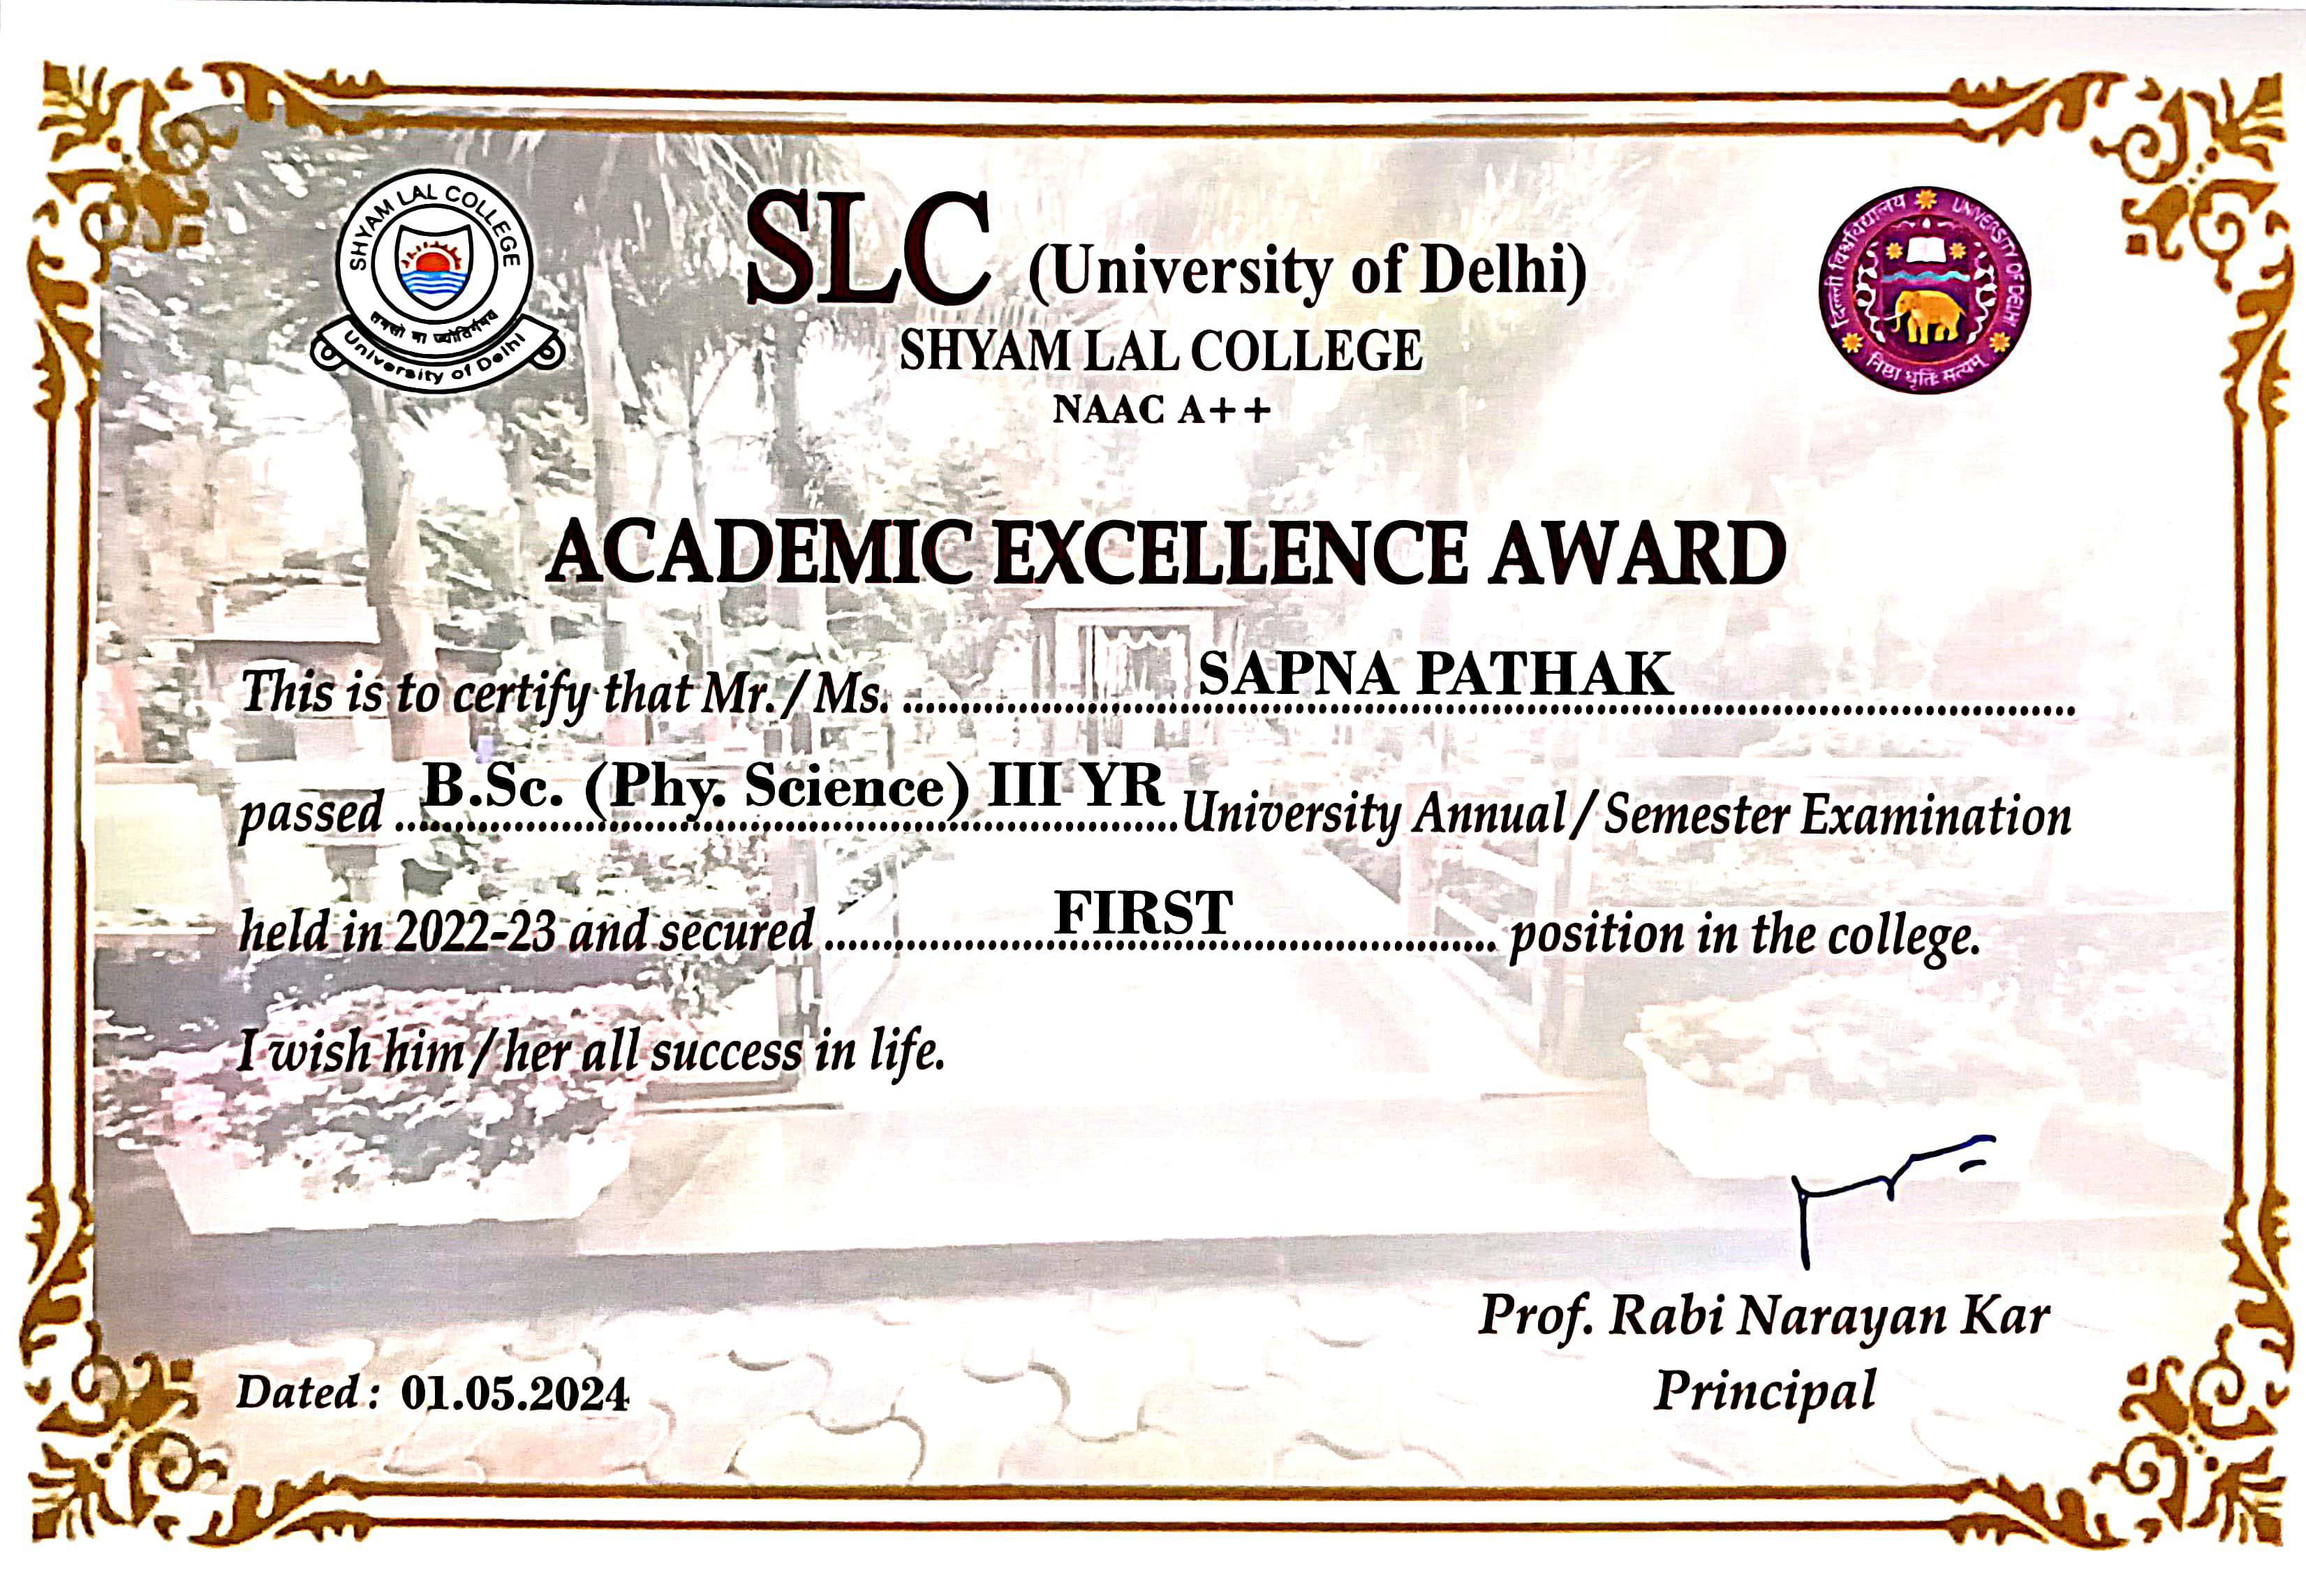 SHYAM LAL COLLEGE
तमसो मा ज्योतिर्गमय
University of Delhi
SLC (University of Delhi)
SHYAM LAL COLLEGE
NAAC A++
दिल्ली विश्वविद्यालय UNIVERSITY OF DELHI
निष्ठा धृतिः सत्यम्
ACADEMIC EXCELLENCE AWARD
This is to certify that Mr. / Ms. SAPNA PATHAK
passed B.Sc. (Phy. Science) III YR University Annual / Semester Examination
held in 2022-23 and secured FIRST position in the college.
I wish him / her all success in life.
Prof. Rabi Narayan Kar
Dated : 01.05.2024
Principal